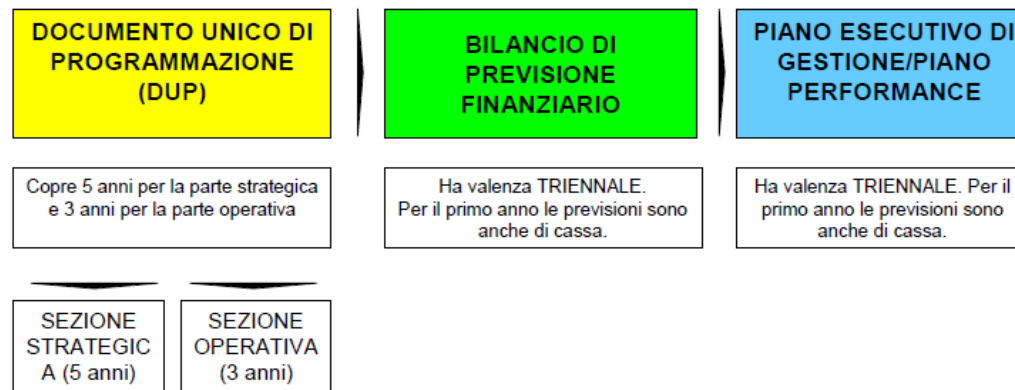 DOCUMENTO UNICO DI
PROGRAMMAZIONE
(DUP)
BILANCIO DI
PREVISIONE
FINANZIARIO
PIANO ESECUTIVO DI
GESTIONE/PIANO
PERFORMANCE
Copre 5 anni per la parte strategica
e 3 anni per la parte operativa
Ha valenza TRIENNALE.
Per il primo anno le previsioni sono
anche di cassa.
Ha valenza TRIENNALE. Per il
primo anno le previsioni sono
anche di cassa.
SEZIONE
STRATEGIC
A (5 anni)
SEZIONE
OPERATIVA
(3 anni)